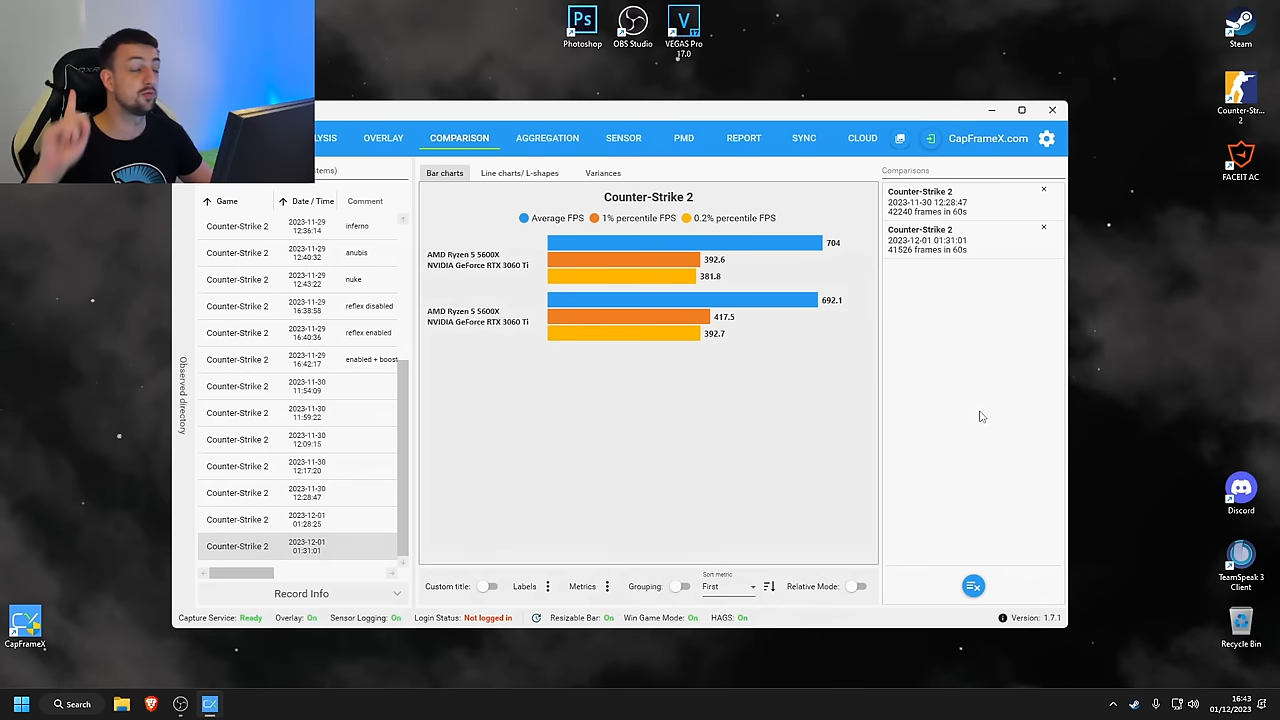 Ps
Photoshop
OBS Studio
V
17
VEGAS Pro
17.0
Steam
Counter-Str...
2
FACEIT AC
Discord
TeamSpeak 3
Client
Recycle Bin
CapFrameX
LYSIS
OVERLAY
COMPARISON
AGGREGATION
SENSOR
PMD
REPORT
SYNC
CLOUD
CapFrameX.com
items)
Game
Date / Time
Comment
Counter-Strike 2 2023-11-29 12:36:14 inferno
Counter-Strike 2 2023-11-29 12:40:32 anubis
Counter-Strike 2 2023-11-29 12:43:22 nuke
Counter-Strike 2 2023-11-29 16:38:58 reflex disabled
Counter-Strike 2 2023-11-29 16:40:36 reflex enabled
Counter-Strike 2 2023-11-29 16:42:17 enabled + boost
Counter-Strike 2 2023-11-30 11:54:09
Counter-Strike 2 2023-11-30 11:59:22
Counter-Strike 2 2023-11-30 12:09:15
Counter-Strike 2 2023-11-30 12:17:20
Counter-Strike 2 2023-11-30 12:28:47
Counter-Strike 2 2023-12-01 01:28:25
Counter-Strike 2 2023-12-01 01:31:01
Observed directory
Record Info
Bar charts
Line charts/ L-shapes
Variances
Counter-Strike 2
Average FPS 1% percentile FPS 0.2% percentile FPS
AMD Ryzen 5 5600X
NVIDIA GeForce RTX 3060 Ti
704
392.6
381.8
AMD Ryzen 5 5600X
NVIDIA GeForce RTX 3060 Ti
692.1
417.5
392.7
Custom title:
Labels
Metrics
Grouping:
Sort metric
First
Relative Mode:
Comparisons
Counter-Strike 2
2023-11-30 12:28:47
42240 frames in 60s
Counter-Strike 2
2023-12-01 01:31:01
41526 frames in 60s
Capture Service: Ready Overlay: On Sensor Logging: On Login Status: Not logged in Resizable Bar: On Win Game Mode: On HAGS: On Version: 1.7.1
Search
16:43
01/12/2023